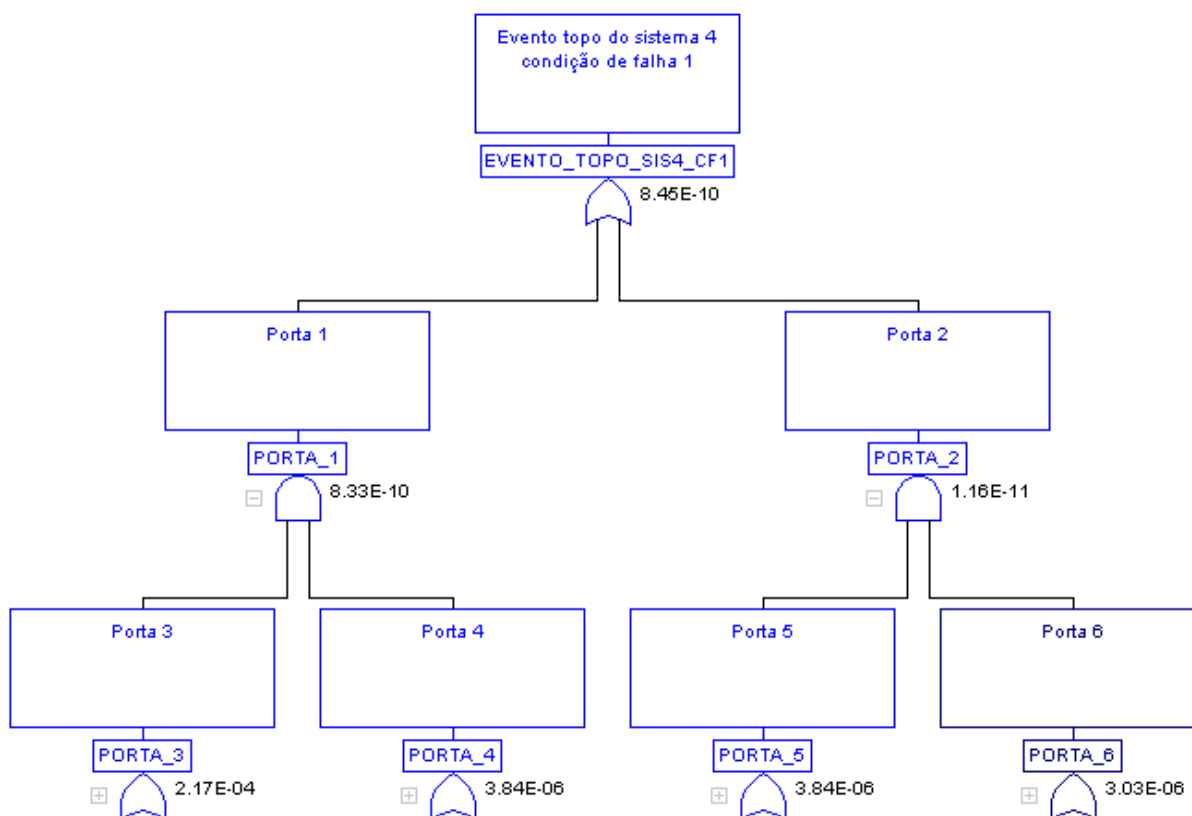 Evento topo do sistema 4
condição de falha 1
EVENTO_TOPO_SIS4_CF1
8.45E-10
Porta 1
Porta 2
PORTA_1
PORTA_2
8.33E-10
1.16E-11
Porta 3
Porta 4
Porta 5
Porta 6
PORTA_3
PORTA_4
PORTA_5
PORTA_6
2.17E-04
3.84E-06
3.84E-06
3.03E-06